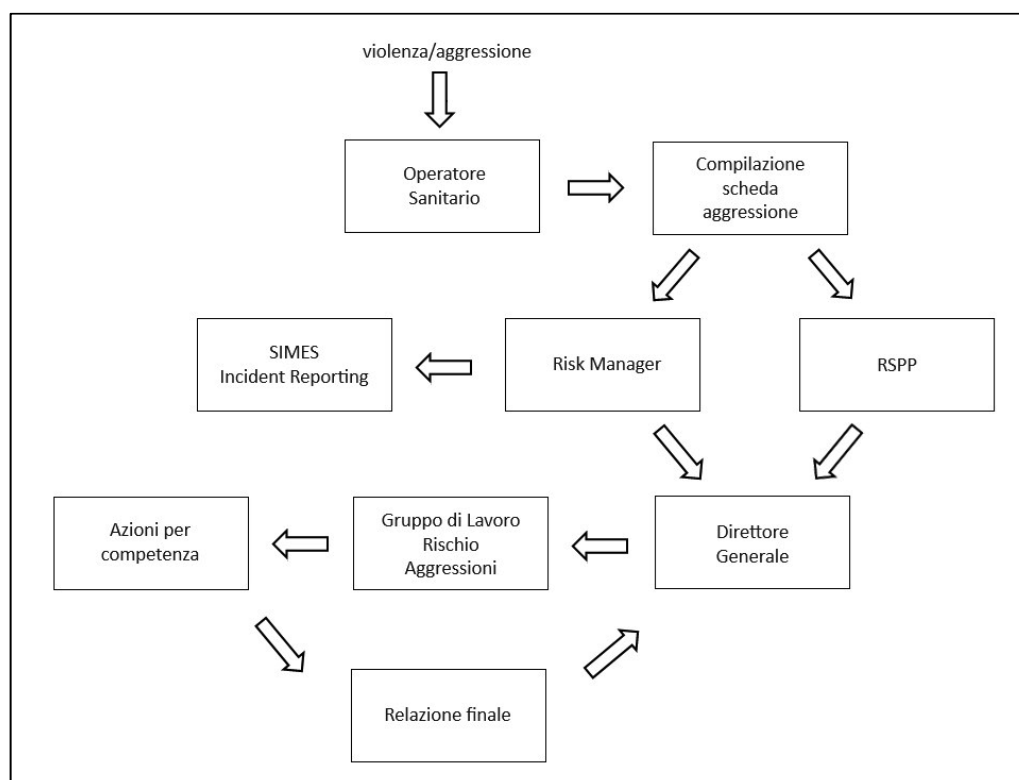 violenza/aggressione
Operatore
Sanitario
Compilazione
scheda
aggressione
SIMES
Incident Reporting
Risk Manager
RSPP
Azioni per
competenza
Gruppo di Lavoro
Rischio
Aggressioni
Direttore
Generale
Relazione finale